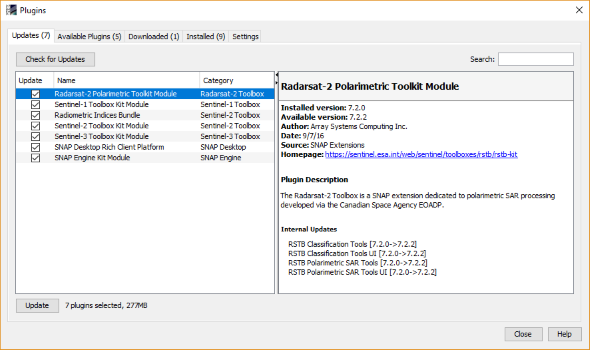 Plugins
Updates (7) Available Plugins (5) Downloaded (1) Installed (9) Settings
Check for Updates Search:
Update Name Category
Radarsat-2 Polarimetric Toolkit Module Radarsat-2 Toolbox
Sentinel-1 Toolbox Kit Module Sentinel-1 Toolbox
Radiometric Indices Bundle Sentinel-2 Toolbox
Sentinel-2 Toolbox Kit Module Sentinel-2 Toolbox
Sentinel-3 Toolbox Kit Module Sentinel-3 Toolbox
SNAP Desktop Rich Client Platform SNAP Desktop
SNAP Engine Kit Module SNAP Engine
Radarsat-2 Polarimetric Toolkit Module
Installed version: 7.2.0
Available version: 7.2.2
Author: Array Systems Computing Inc.
Date: 9/7/16
Source: SNAP Extensions
Homepage: https://sentinel.esa.int/web/sentinel/toolboxes/rstb/rstb-kit
Plugin Description
The Radarsat-2 Toolbox is a SNAP extension dedicated to polarimetric SAR processing
developed via the Canadian Space Agency EOADP.
Internal Updates
RSTB Classification Tools [7.2.0->7.2.2]
RSTB Classification Tools UI [7.2.0->7.2.2]
RSTB Polarimetric SAR Tools [7.2.0->7.2.2]
RSTB Polarimetric SAR Tools UI [7.2.0->7.2.2]
Update 7 plugins selected, 277MB
Close Help